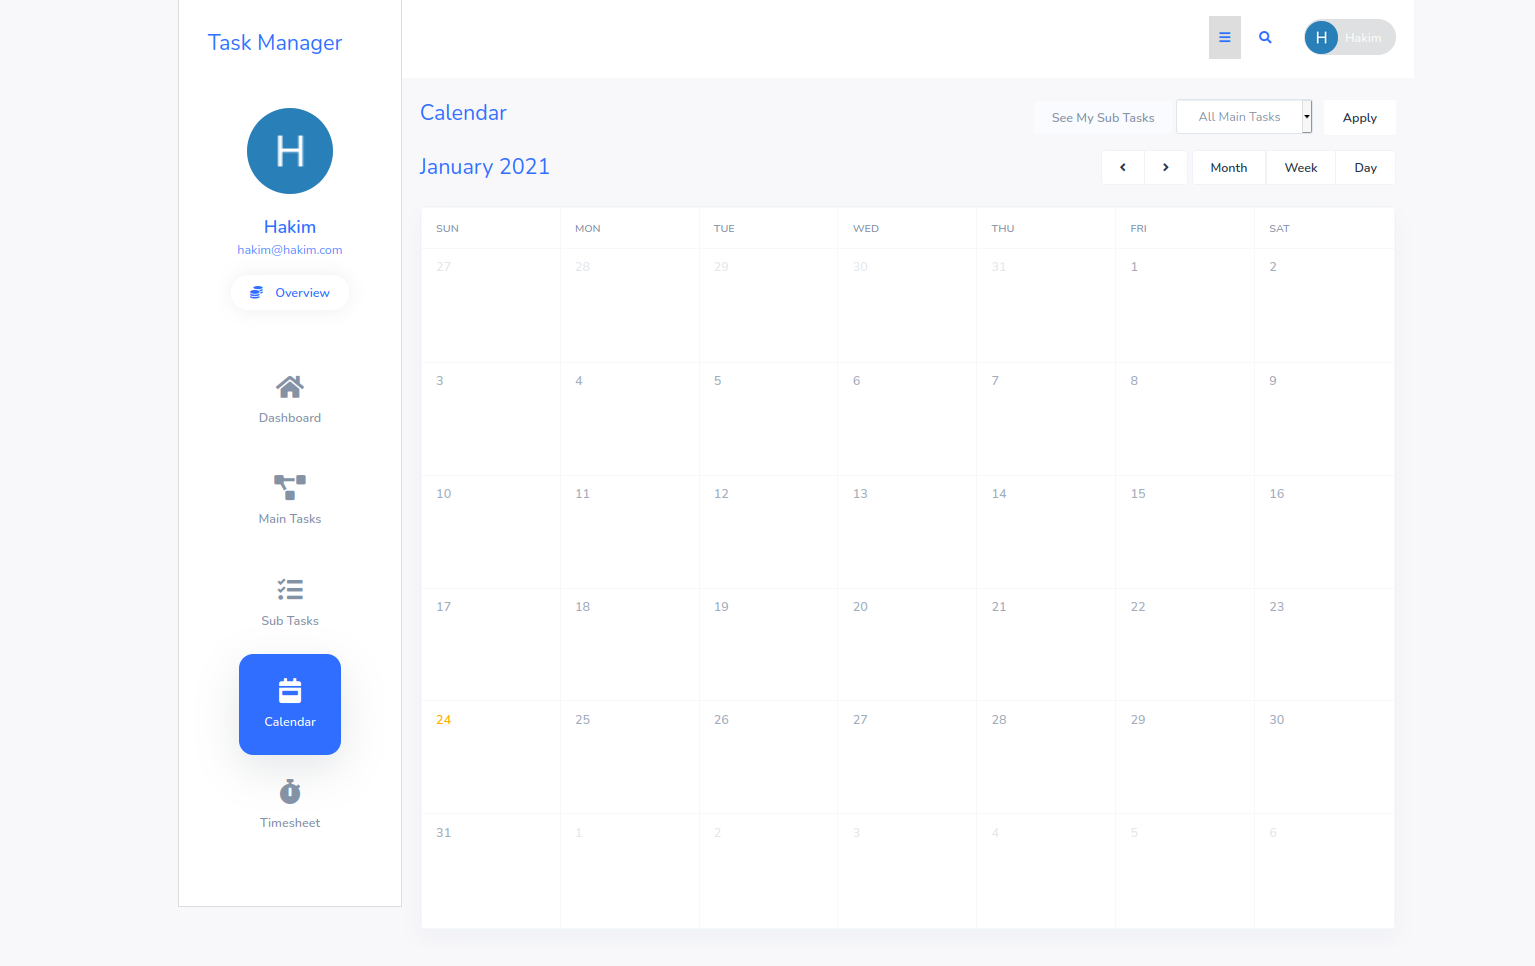 Task Manager
H Hakim
H
Hakim
hakim@hakim.com
Overview
Dashboard
Main Tasks
Sub Tasks
Calendar
Timesheet
Calendar
See My Sub Tasks All Main Tasks Apply
January 2021
Month Week Day
SUN MON TUE WED THU FRI SAT
27 28 29 30 31 1 2
3 4 5 6 7 8 9
10 11 12 13 14 15 16
17 18 19 20 21 22 23
24 25 26 27 28 29 30
31 1 2 3 4 5 6